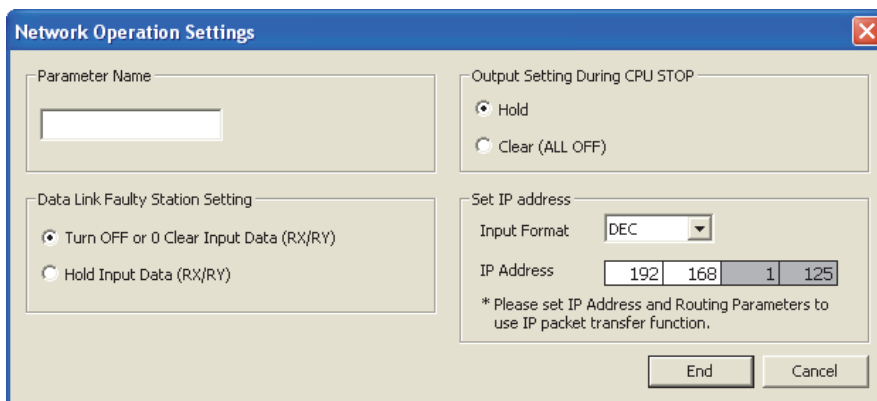 Network Operation Settings
Parameter Name
Data Link Faulty Station Setting
Turn OFF or 0 Clear Input Data (RX/RY)
Hold Input Data (RX/RY)
Output Setting During CPU STOP
Hold
Clear (ALL OFF)
Set IP address
Input Format DEC
IP Address 192 168 1 125
* Please set IP Address and Routing Parameters to
use IP packet transfer function.
End Cancel